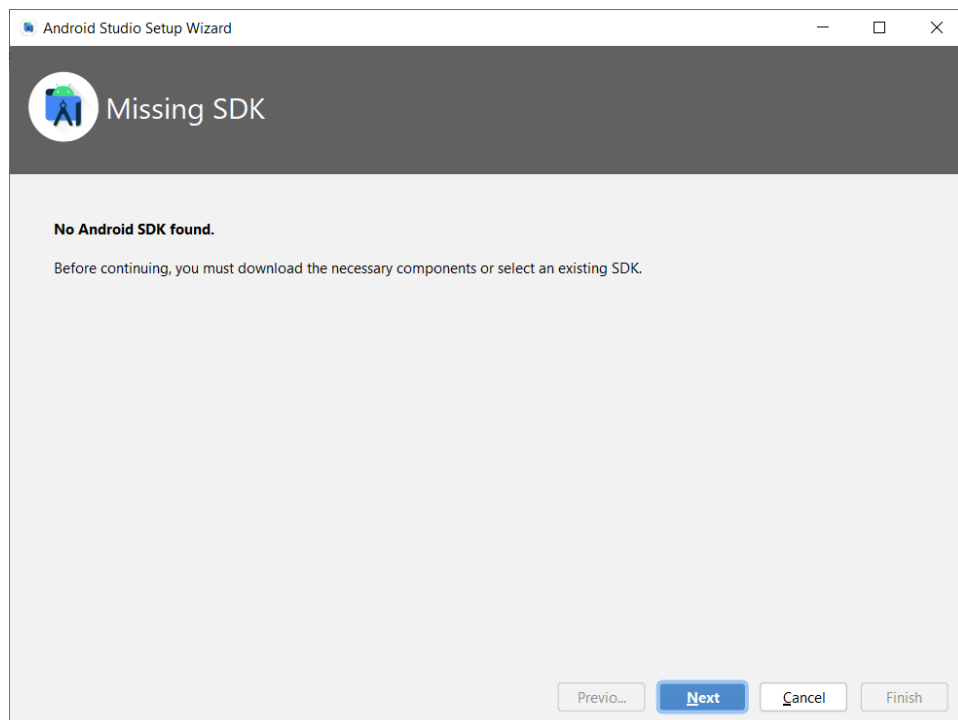 Android Studio Setup Wizard
Missing SDK
No Android SDK found.
Before continuing, you must download the necessary components or select an existing SDK.
Previo...
Next
Cancel
Finish